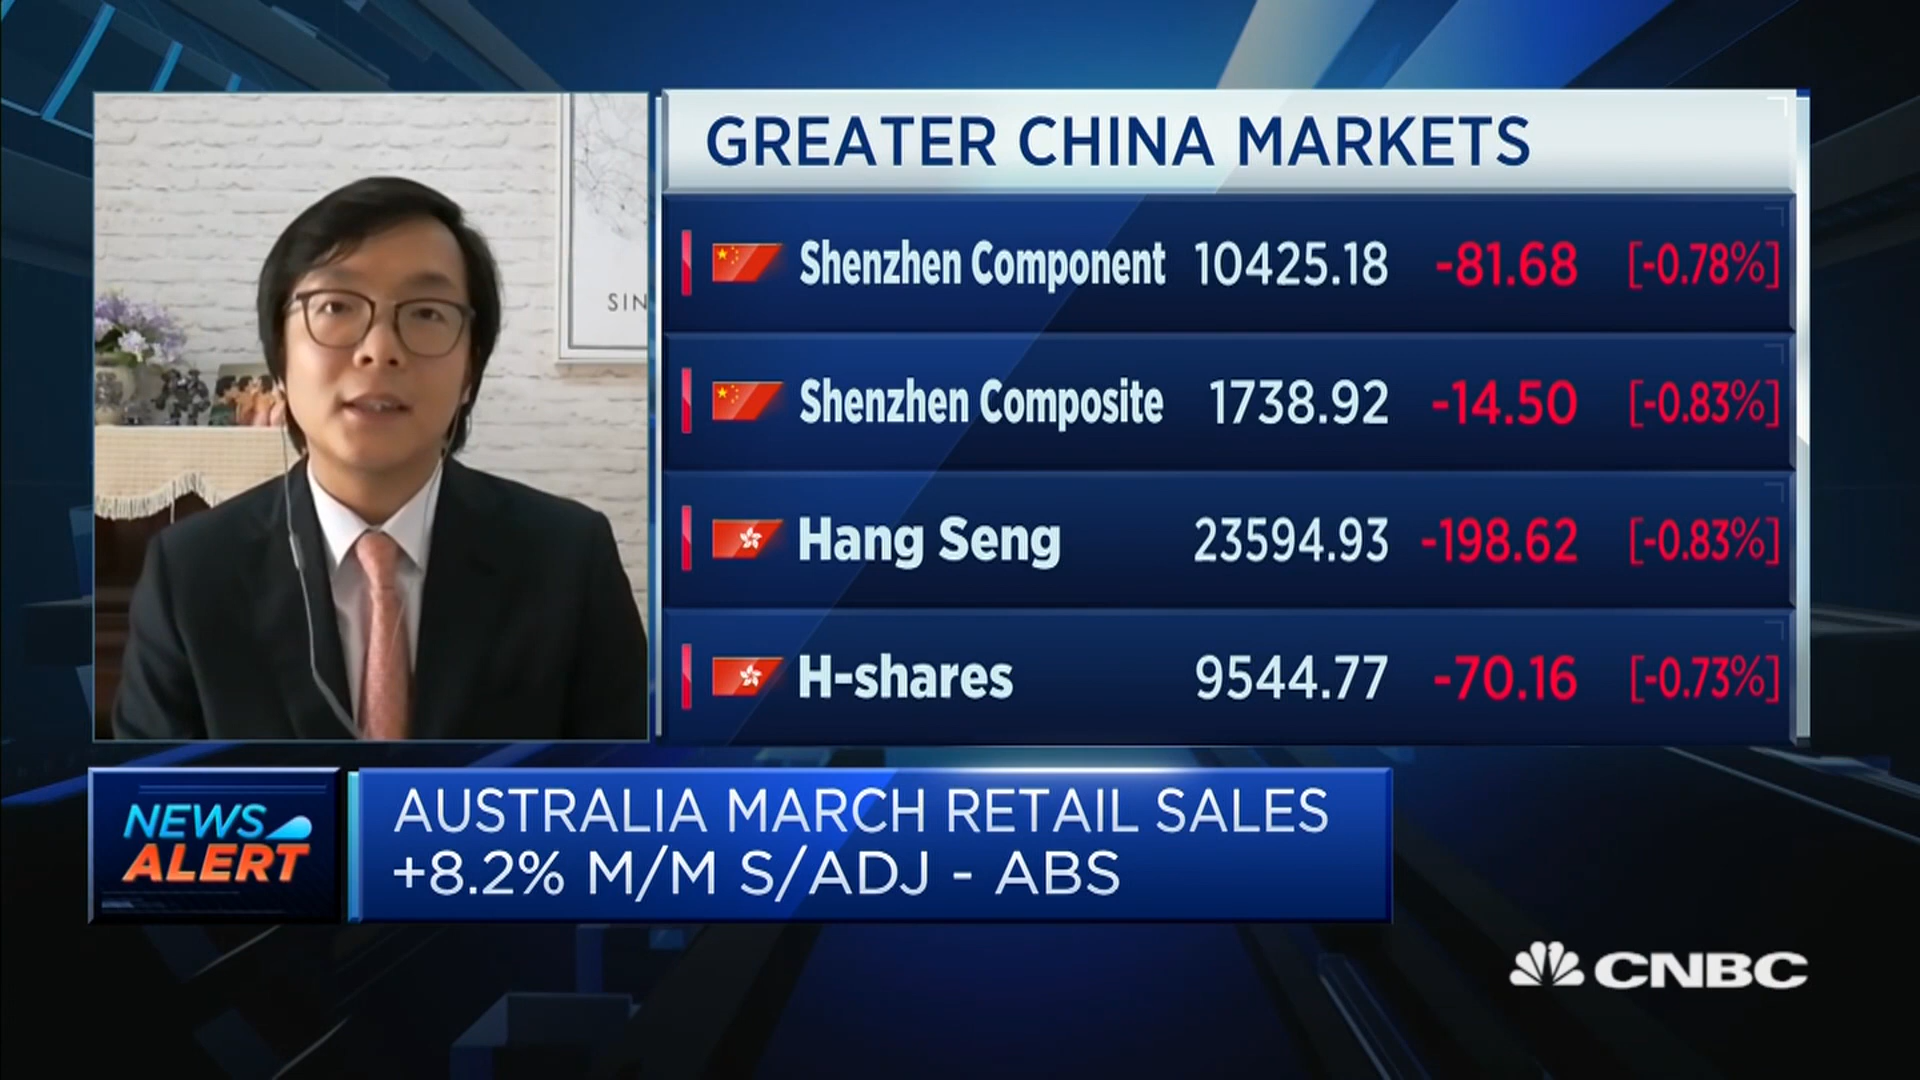 GREATER CHINA MARKETS
Shenzhen Component 10425.18 -81.68 [-0.78%]
Shenzhen Composite 1738.92 -14.50 [-0.83%]
Hang Seng 23594.93 -198.62 [-0.83%]
H-shares 9544.77 -70.16 [-0.73%]
SIN
NEWS
ALERT
AUSTRALIA MARCH RETAIL SALES
+8.2% M/M S/ADJ - ABS
CNBC